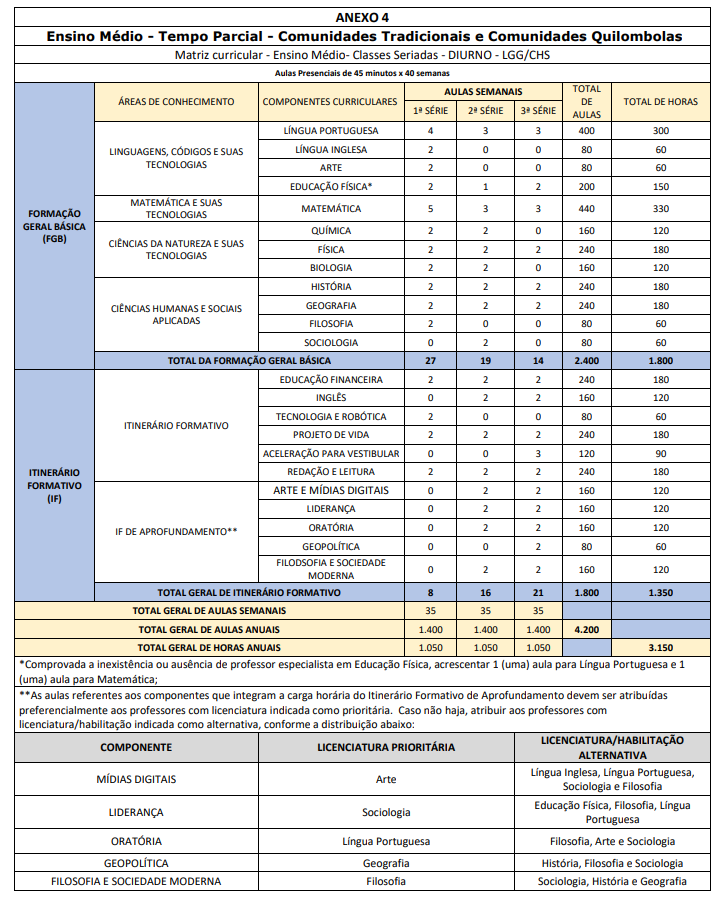 ANEXO 4
Ensino Médio - Tempo Parcial - Comunidades Tradicionais e Comunidades Quilombolas
Matriz curricular - Ensino Médio- Classes Seriadas - DIURNO - LGG/CHS
Aulas Presenciais de 45 minutos x 40 semanas
FORMAÇÃO GERAL BÁSICA (FGB)
ÁREAS DE CONHECIMENTO COMPONENTES CURRICULARES AULAS SEMANAIS TOTAL DE AULAS TOTAL DE HORAS
1ª SÉRIE 2ª SÉRIE 3ª SÉRIE
LINGUAGENS, CÓDIGOS E SUAS TECNOLOGIAS
LÍNGUA PORTUGUESA 4 3 3 400 300
LÍNGUA INGLESA 2 0 0 80 60
ARTE 2 0 0 80 60
EDUCAÇÃO FÍSICA* 2 1 2 200 150
MATEMÁTICA E SUAS TECNOLOGIAS
MATEMÁTICA 5 3 3 440 330
CIÊNCIAS DA NATUREZA E SUAS TECNOLOGIAS
QUÍMICA 2 2 0 160 120
FÍSICA 2 2 2 240 180
BIOLOGIA 2 2 0 160 120
CIÊNCIAS HUMANAS E SOCIAIS APLICADAS
HISTÓRIA 2 2 2 240 180
GEOGRAFIA 2 2 2 240 180
FILOSOFIA 2 0 0 80 60
SOCIOLOGIA 0 2 0 80 60
TOTAL DA FORMAÇÃO GERAL BÁSICA 27 19 14 2.400 1.800
ITINERÁRIO FORMATIVO (IF)
ITINERÁRIO FORMATIVO
EDUCAÇÃO FINANCEIRA 2 2 2 240 180
INGLÊS 0 2 2 160 120
TECNOLOGIA E ROBÓTICA 2 0 0 80 60
PROJETO DE VIDA 2 2 2 240 180
ACELERAÇÃO PARA VESTIBULAR 0 0 3 120 90
REDAÇÃO E LEITURA 2 2 2 240 180
IF DE APROFUNDAMENTO**
ARTE E MÍDIAS DIGITAIS 0 2 2 160 120
LIDERANÇA 0 2 2 160 120
ORATÓRIA 0 2 2 160 120
GEOPOLÍTICA 0 0 2 80 60
FILODSOFIA E SOCIEDADE MODERNA 0 2 2 160 120
TOTAL GERAL DE ITINERÁRIO FORMATIVO 8 16 21 1.800 1.350
TOTAL GERAL DE AULAS SEMANAIS 35 35 35
TOTAL GERAL DE AULAS ANUAIS 1.400 1.400 1.400 4.200
TOTAL GERAL DE HORAS ANUAIS 1.050 1.050 1.050 3.150
*Comprovada a inexistência ou ausência de professor especialista em Educação Física, acrescentar 1 (uma) aula para Língua Portuguesa e 1
(uma) aula para Matemática;
**As aulas referentes aos componentes que integram a carga horária do Itinerário Formativo de Aprofundamento devem ser atribuídas
preferencialmente aos professores com licenciatura indicada como prioritária. Caso não haja, atribuir aos professores com
licenciatura/habilitação indicada como alternativa, conforme a distribuição abaixo:
COMPONENTE LICENCIATURA PRIORITÁRIA LICENCIATURA/HABILITAÇÃO ALTERNATIVA
MÍDIAS DIGITAIS Arte Língua Inglesa, Língua Portuguesa, Sociologia e Filosofia
LIDERANÇA Sociologia Educação Física, Filosofia, Língua Portuguesa
ORATÓRIA Língua Portuguesa Filosofia, Arte e Sociologia
GEOPOLÍTICA Geografia História, Filosofia e Sociologia
FILOSOFIA E SOCIEDADE MODERNA Filosofia Sociologia, História e Geografia